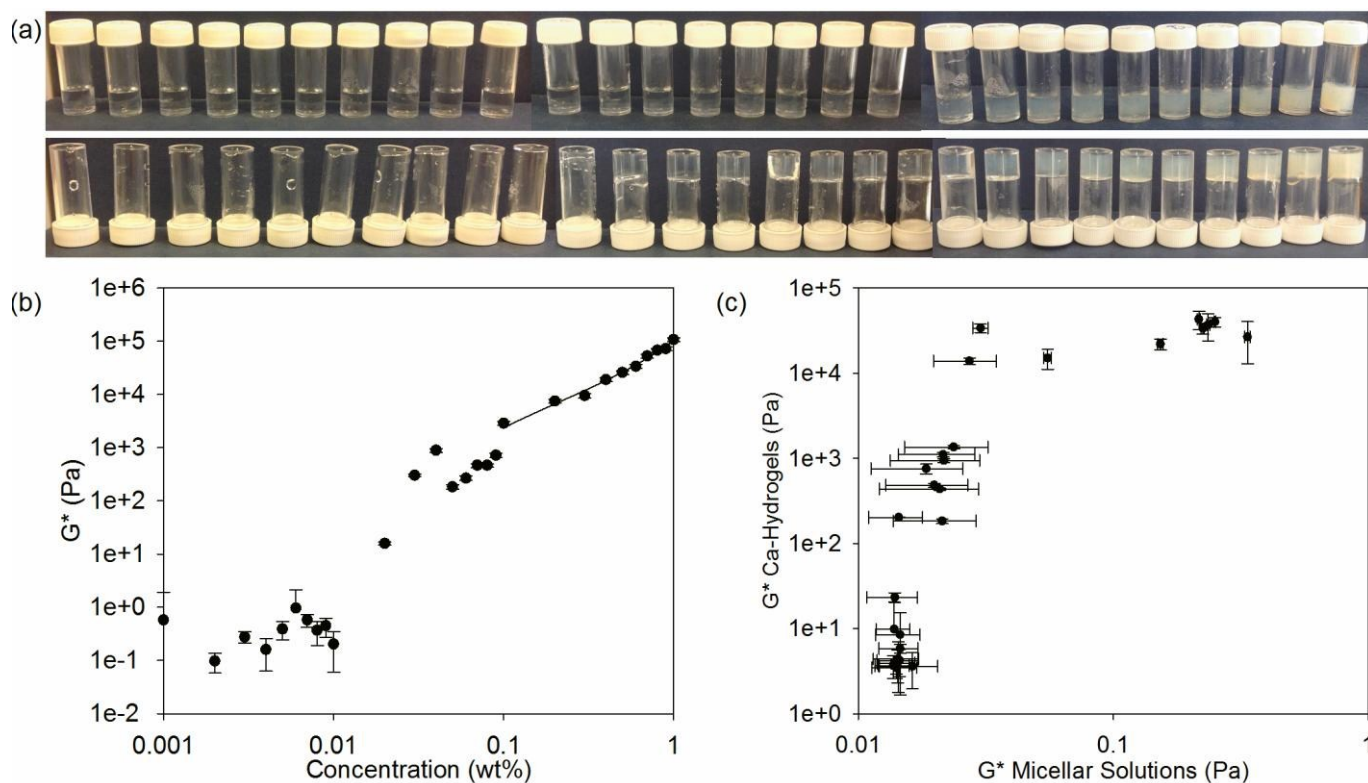 (a)
(b)
(c)
1e+6
1e+5
1e+4
1e+3
1e+2
1e+1
1e+0
1e-1
1e-2
G* (Pa)
0.001
0.01
0.1
1
Concentration (wt%)
1e+5
1e+4
1e+3
1e+2
1e+1
1e+0
G* Ca-Hydrogels (Pa)
0.01
0.1
1
G* Micellar Solutions (Pa)